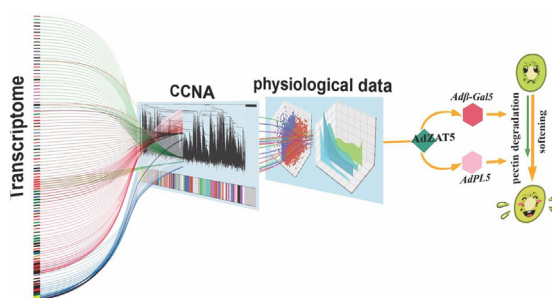 Transcriptome
CCNA
physiological data
AdZAT5
Adβ-Gal5
AdPL5
pectin degradation
softening